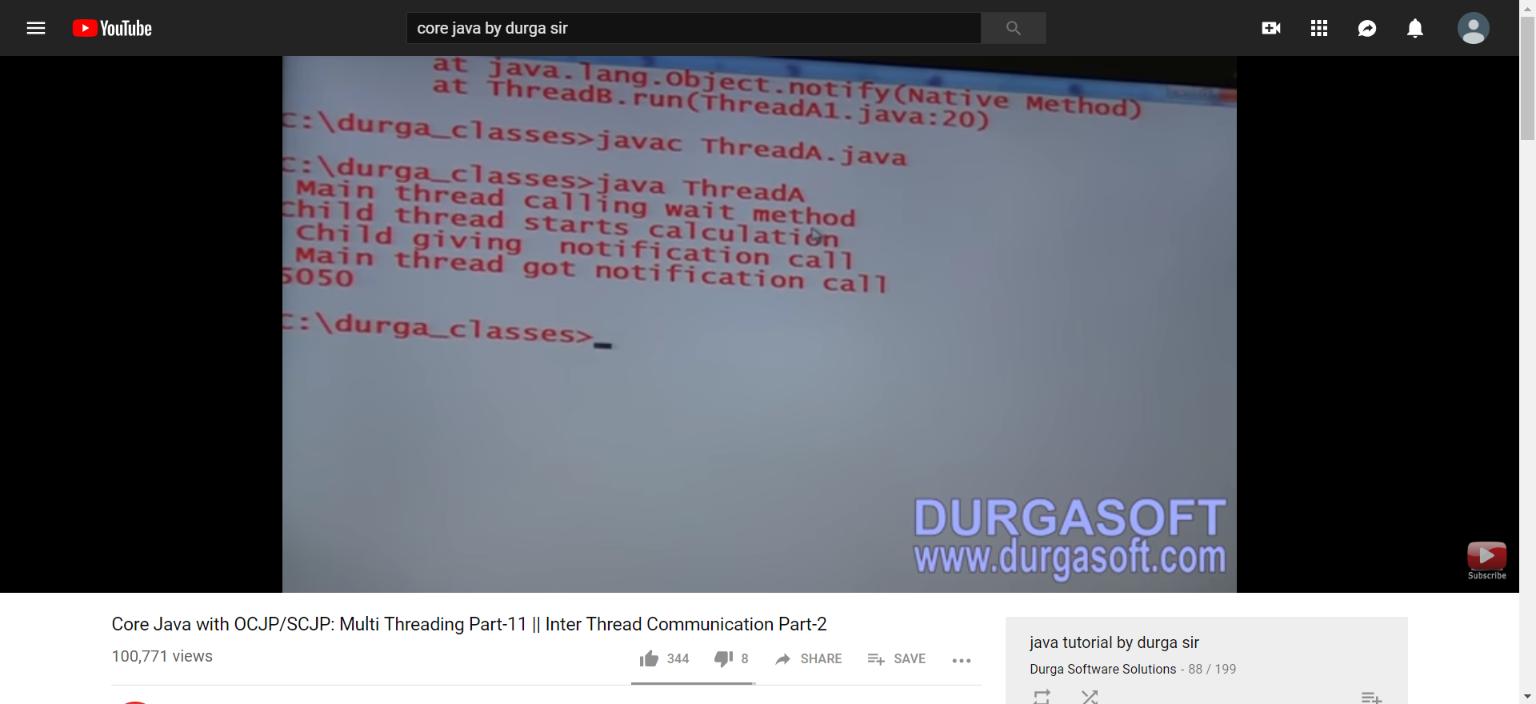 YouTube
core java by durga sir
at java.lang.Object.notify(Native Method)
at ThreadB.run(ThreadA1.java:20)
C:\durga_classes>javac ThreadA.java
C:\durga_classes>java ThreadA
Main thread calling wait method
Child thread starts calculation
Child giving notification call
Main thread got notification call
5050
C:\durga_classes>_
DURGASOFT
www.durgasoft.com
Subscribe
Core Java with OCJP/SCJP: Multi Threading Part-11 || Inter Thread Communication Part-2
100,771 views
344
8
SHARE
SAVE
java tutorial by durga sir
Durga Software Solutions - 88 / 199